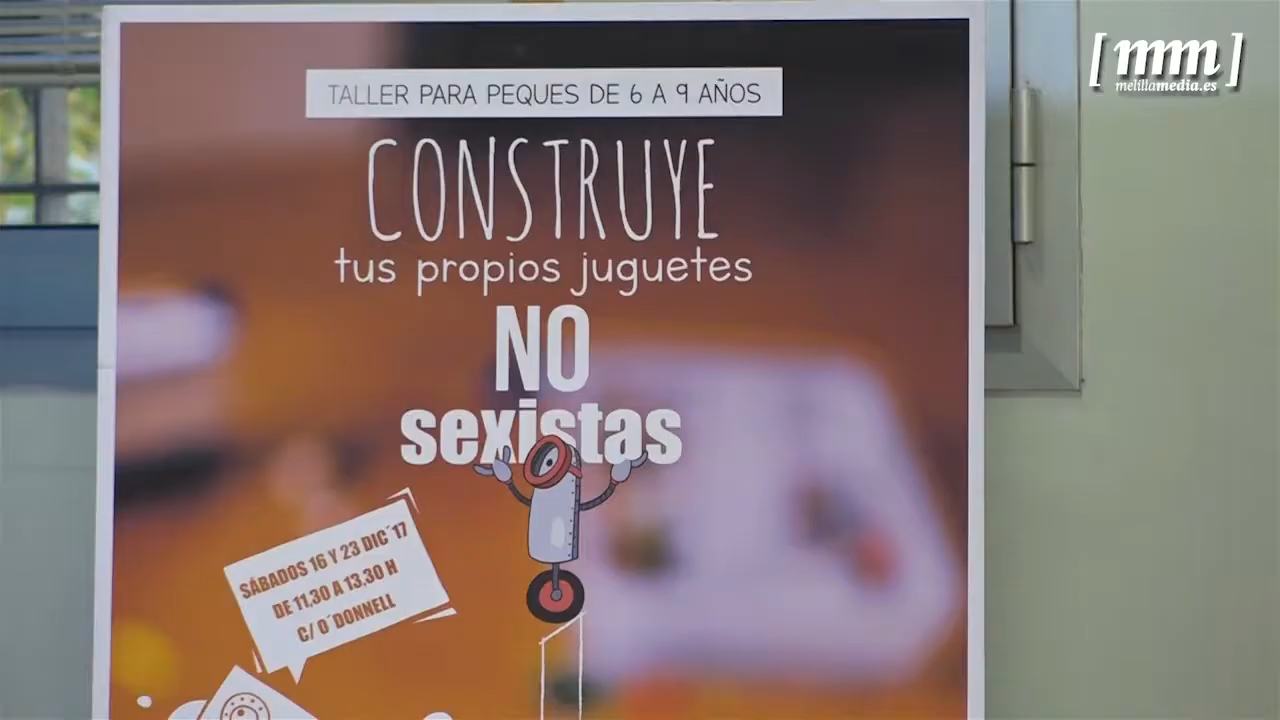 [mm]
melillamedia.es
TALLER PARA PEQUES DE 6 A 9 AÑOS
CONSTRUYE
tus propios juguetes
NO
sexistas
SÁBADOS 16 Y 23 DIC´17
DE 11,30 A 13,30 H
C/ O´DONNELL